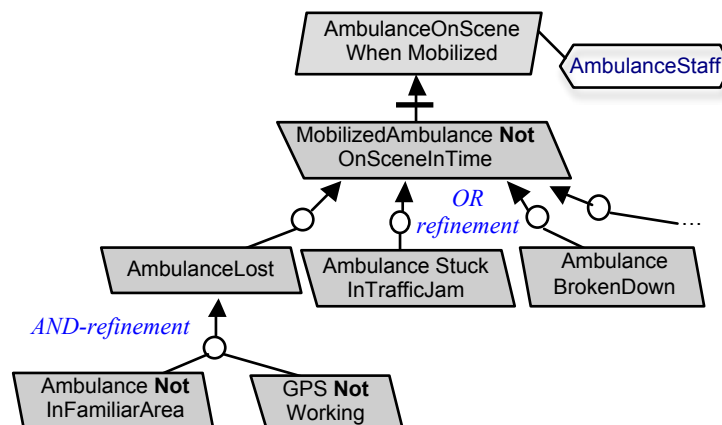 AmbulanceOnScene
When Mobilized
AmbulanceStaff
MobilizedAmbulance Not
OnSceneInTime
OR
refinement
AmbulanceLost
Ambulance Stuck
InTrafficJam
Ambulance
BrokenDown
...
AND-refinement
Ambulance Not
InFamiliarArea
GPS Not
Working